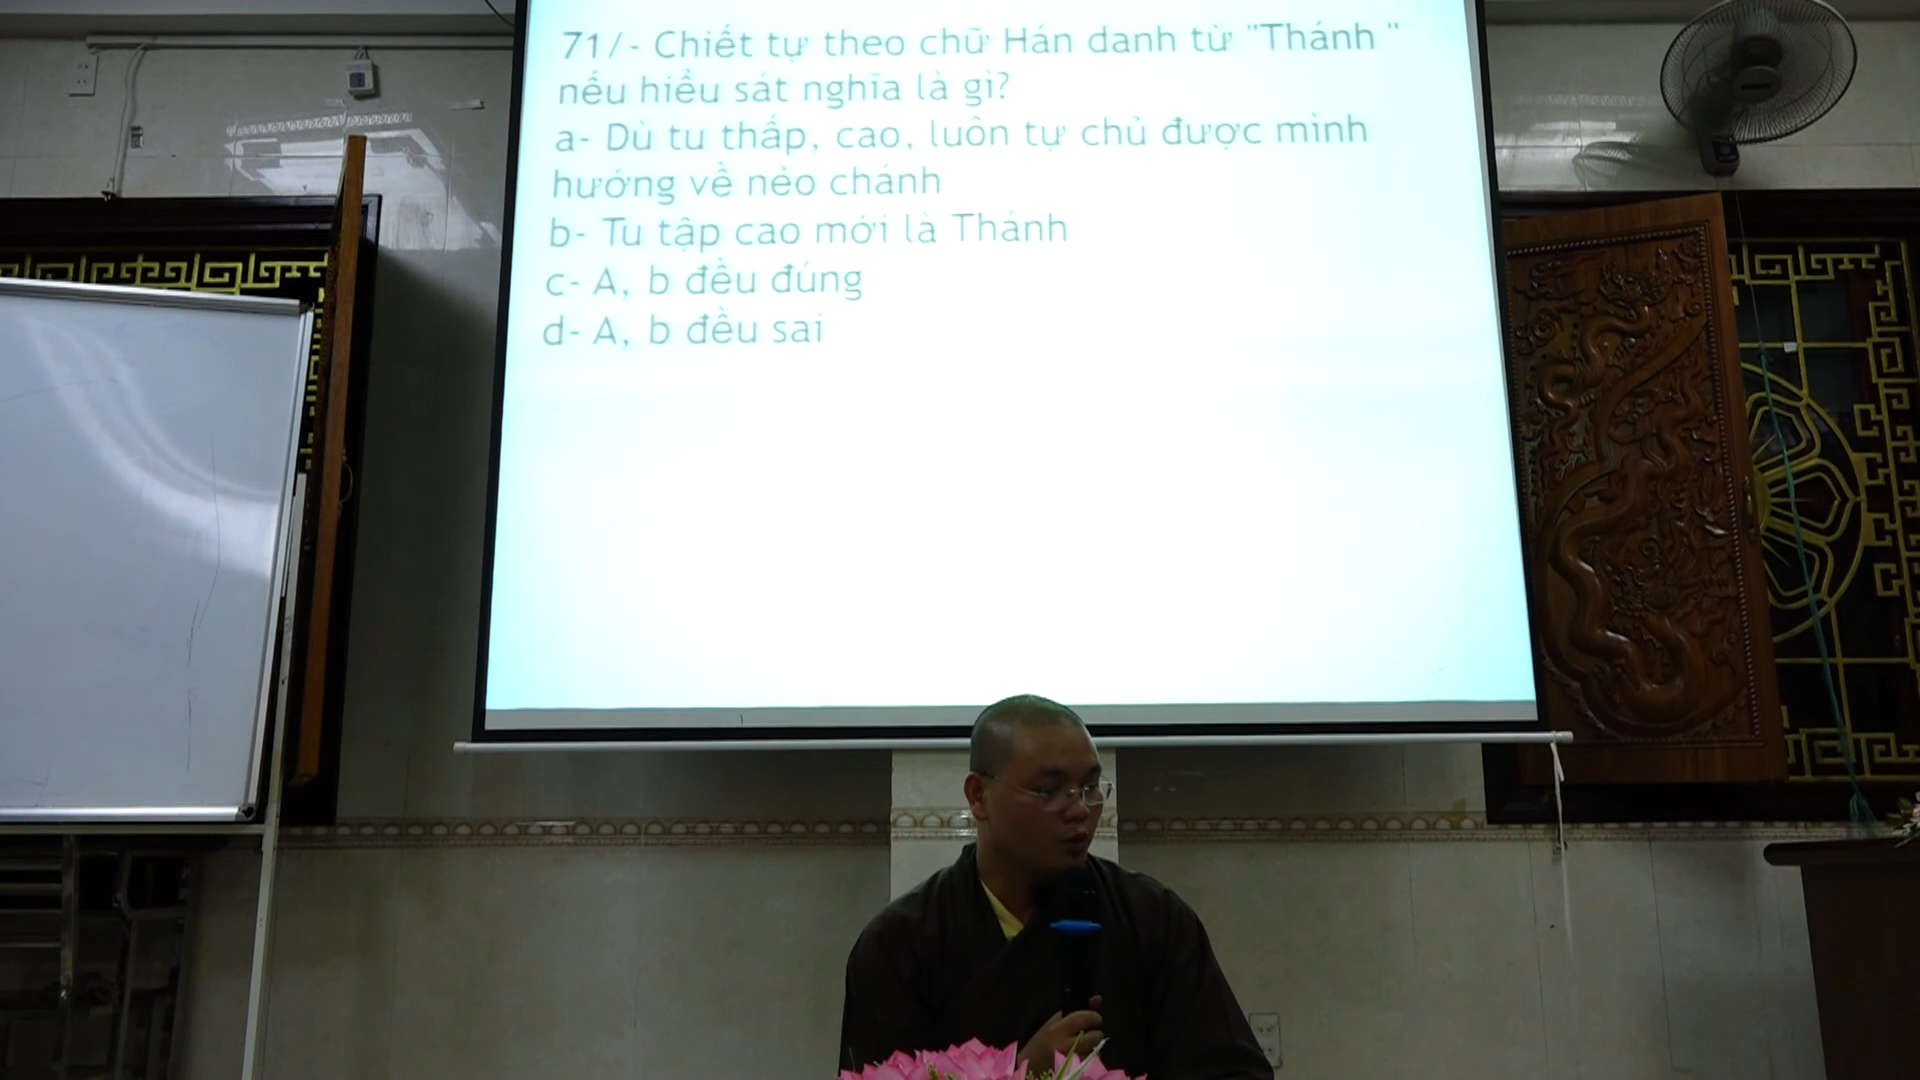 71/- Chiết tự theo chữ Hán danh từ "Thánh "
nếu hiểu sát nghĩa là gì?
a- Dù tu thấp, cao, luôn tự chủ được mình
hướng về nẻo chánh
b- Tu tập cao mới là Thánh
c- A, b đều đúng
d- A, b đều sai